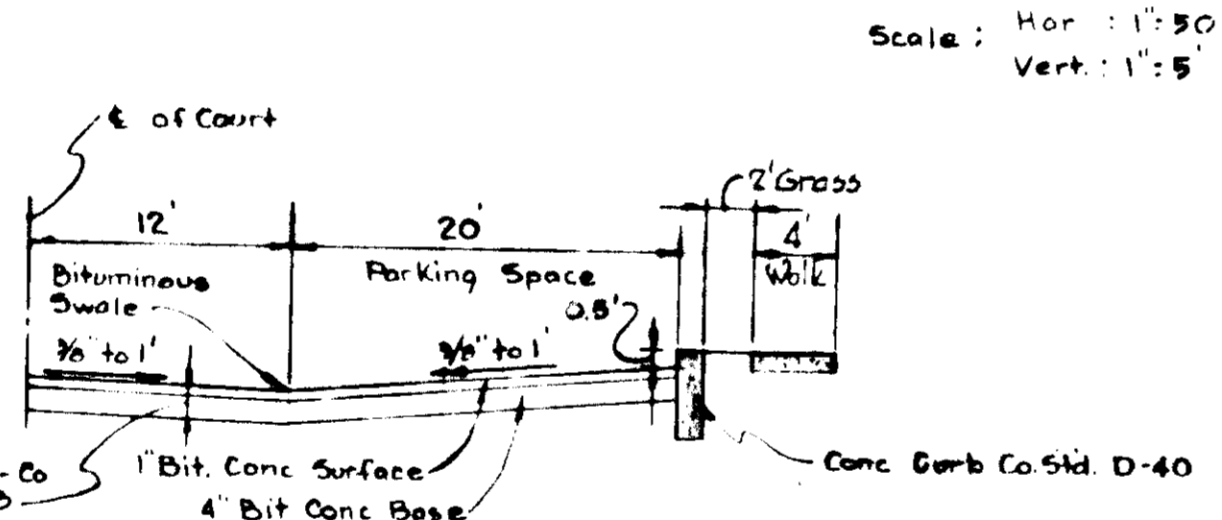 Scale : Hor : 1" : 50
Vert. : 1" : 5'
℄ of Court
2' Grass
12'
20'
4'
Walk
Bituminous
Swale
Parking Space
0.5'
3/8" to 1'
3/8" to 1'
1" Bit. Conc Surface
4" Bit Conc Base
Conc Curb Co. Std. D-40
Co